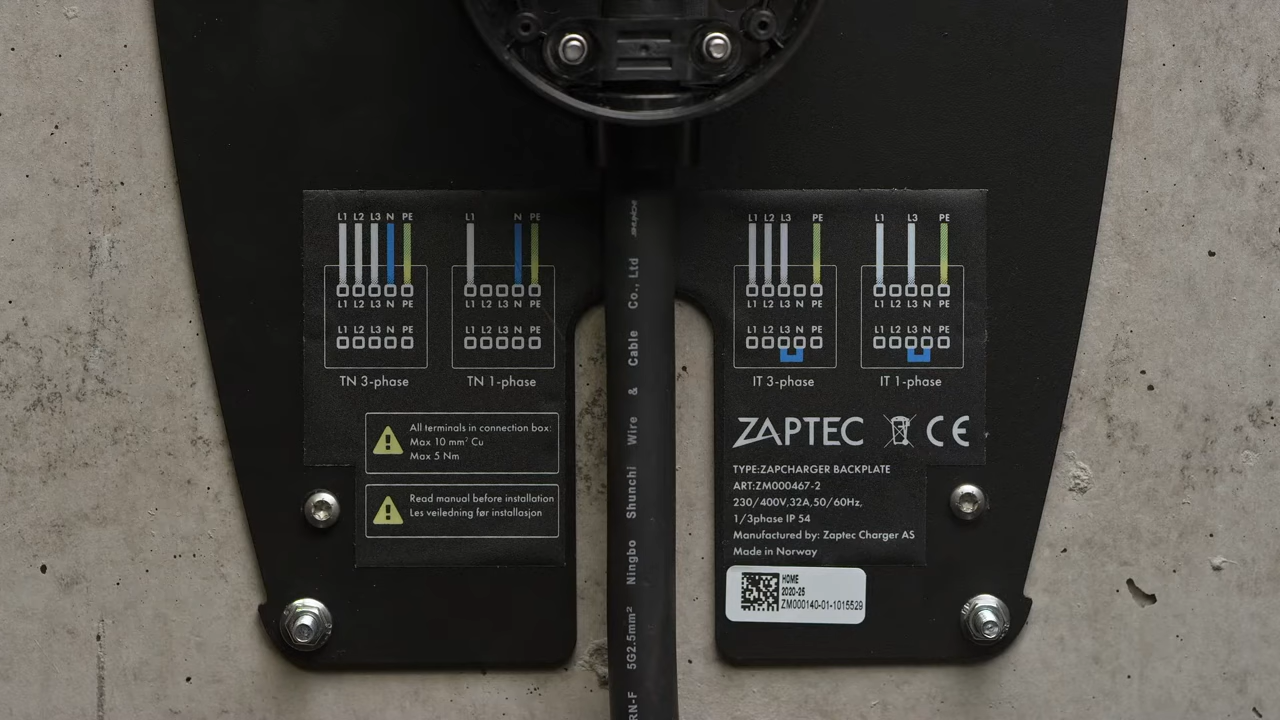 L1 L2 L3 N PE
L1 L2 L3 N PE
L1 L2 L3 N PE
TN 3-phase
L1 N PE
L1 L2 L3 N PE
L1 L2 L3 N PE
TN 1-phase
All terminals in connection box:
Max 10 mm² Cu
Max 5 Nm
Read manual before installation
Les veiledning før installasjon
RN-F 5G2.5mm² Ningbo Shunchi Wire & Cable Co., Ltd
L1 L2 L3 PE
L1 L2 L3 N PE
L1 L2 L3 N PE
IT 3-phase
L1 L3 PE
L1 L2 L3 N PE
L1 L2 L3 N PE
IT 1-phase
ZAPTEC CE
TYPE:ZAPCHARGER BACKPLATE
ART:ZM000467-2
230/400V,32A,50/60Hz,
1/3phase IP 54
Manufactured by: Zaptec Charger AS
Made in Norway
HOME
2020-25
ZM000140-01-1015529